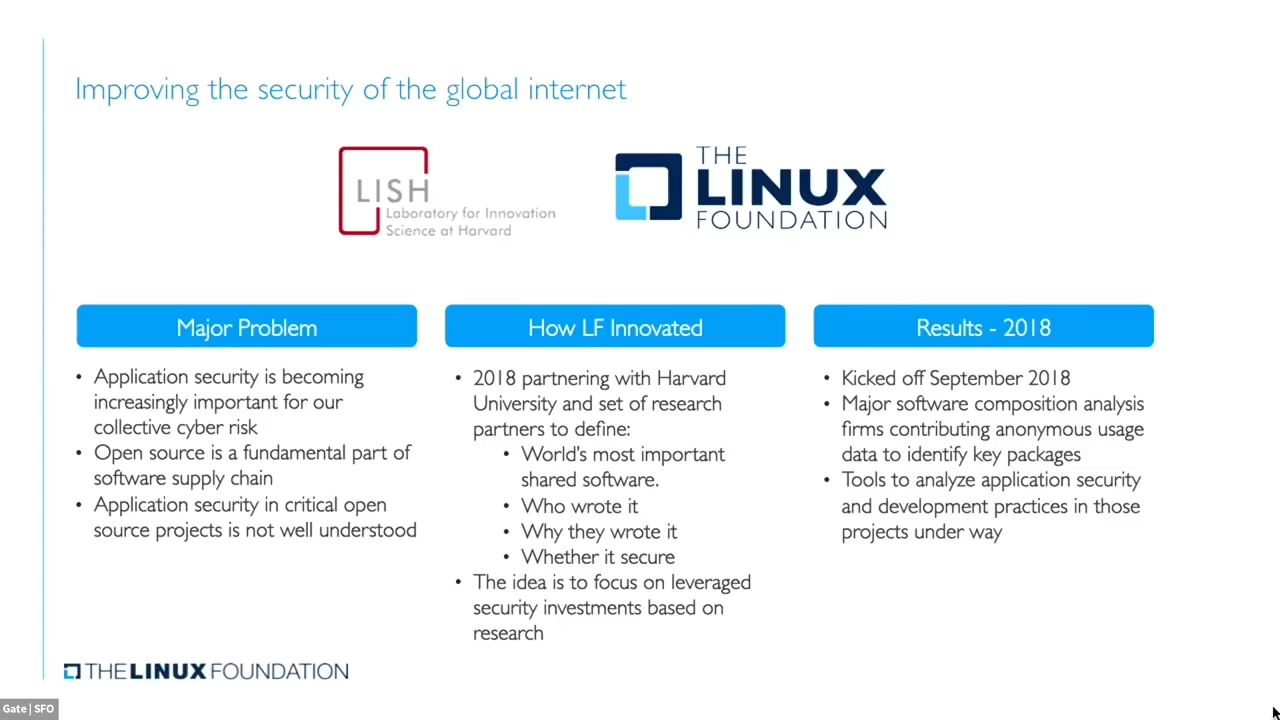 Improving the security of the global internet
LISH
Laboratory for Innovation
Science at Harvard
THE
LINUX
FOUNDATION
Major Problem
• Application security is becoming
increasingly important for our
collective cyber risk
• Open source is a fundamental part of
software supply chain
• Application security in critical open
source projects is not well understood
How LF Innovated
• 2018 partnering with Harvard
University and set of research
partners to define:
• World's most important
shared software.
• Who wrote it
• Why they wrote it
• Whether it secure
• The idea is to focus on leveraged
security investments based on
research
Results - 2018
• Kicked off September 2018
• Major software composition analysis
firms contributing anonymous usage
data to identify key packages
• Tools to analyze application security
and development practices in those
projects under way
THE LINUX FOUNDATION
Gate | SFO